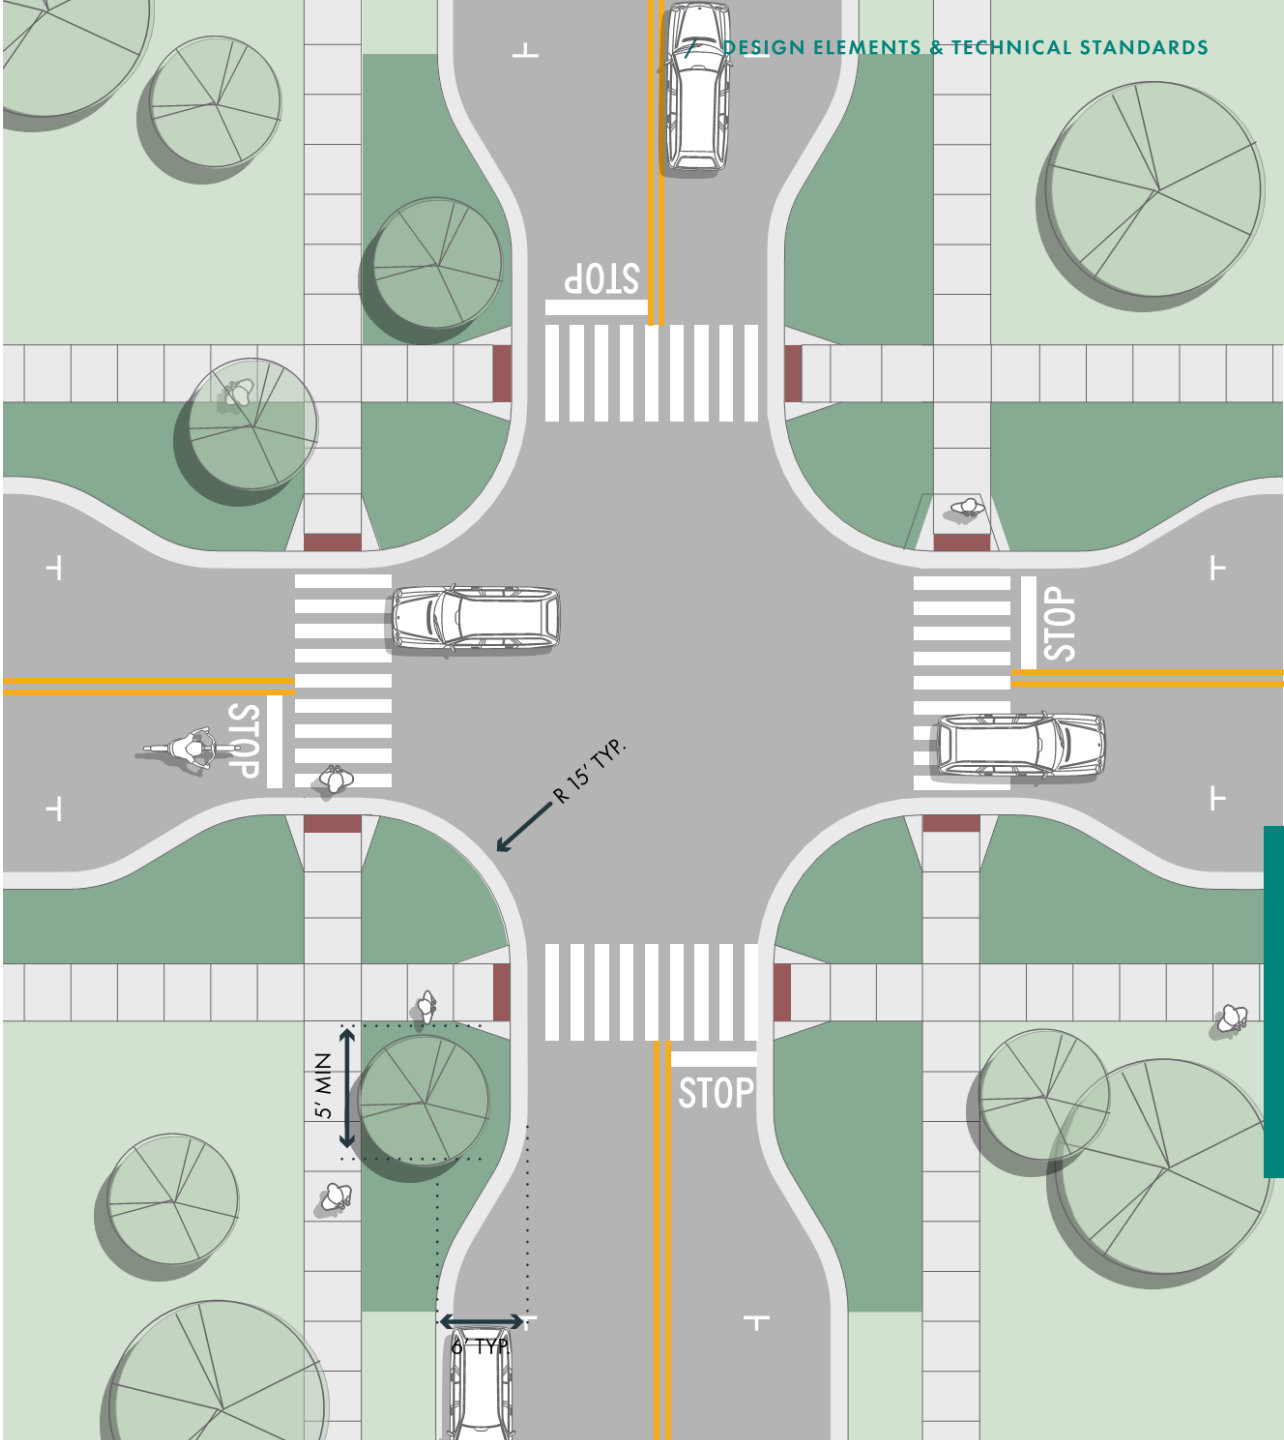 / DESIGN ELEMENTS & TECHNICAL STANDARDS
STOP
STOP
STOP
R 15' TYP.
5' MIN
STOP
6' TYP.